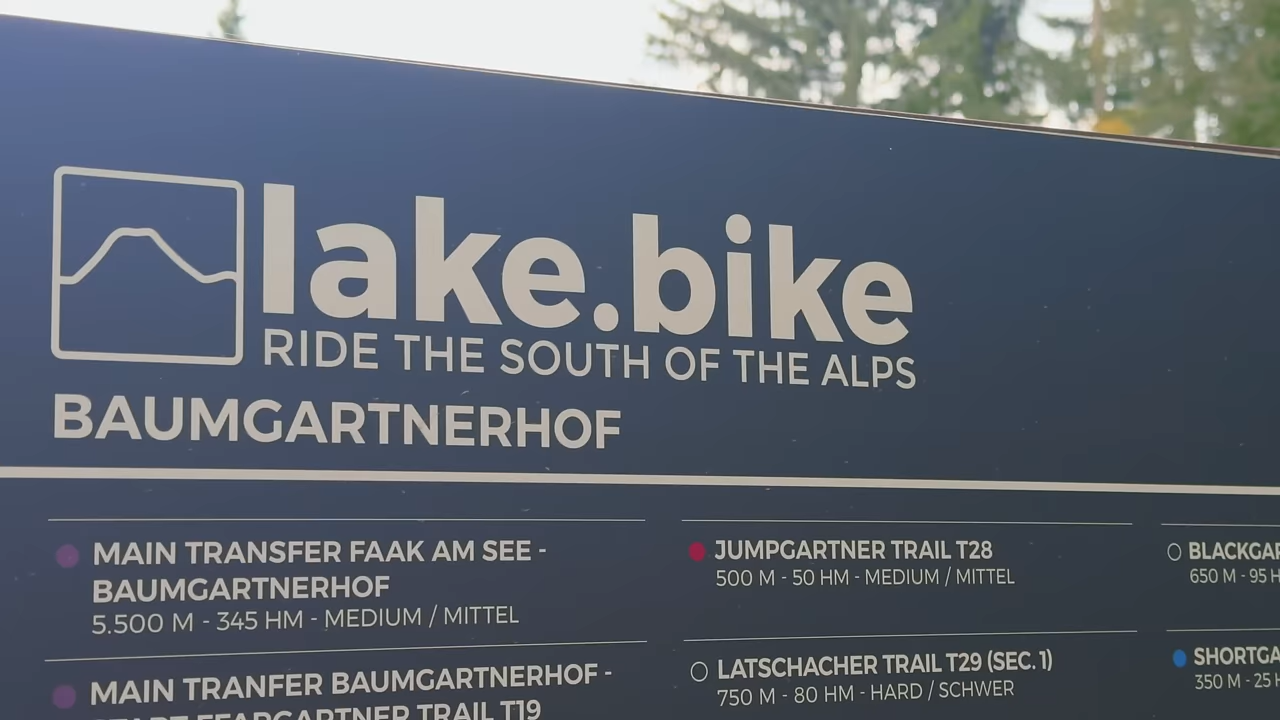 lake.bike
RIDE THE SOUTH OF THE ALPS
BAUMGARTNERHOF
MAIN TRANSFER FAAK AM SEE -
BAUMGARTNERHOF
5.500 M - 345 HM - MEDIUM / MITTEL
MAIN TRANFER BAUMGARTNERHOF -
TRAIL T19
JUMPGARTNER TRAIL T28
500 M - 50 HM - MEDIUM / MITTEL
LATSCHACHER TRAIL T29 (SEC. 1)
750 M - 80 HM - HARD / SCHWER
650 M - 95
350 M - 25